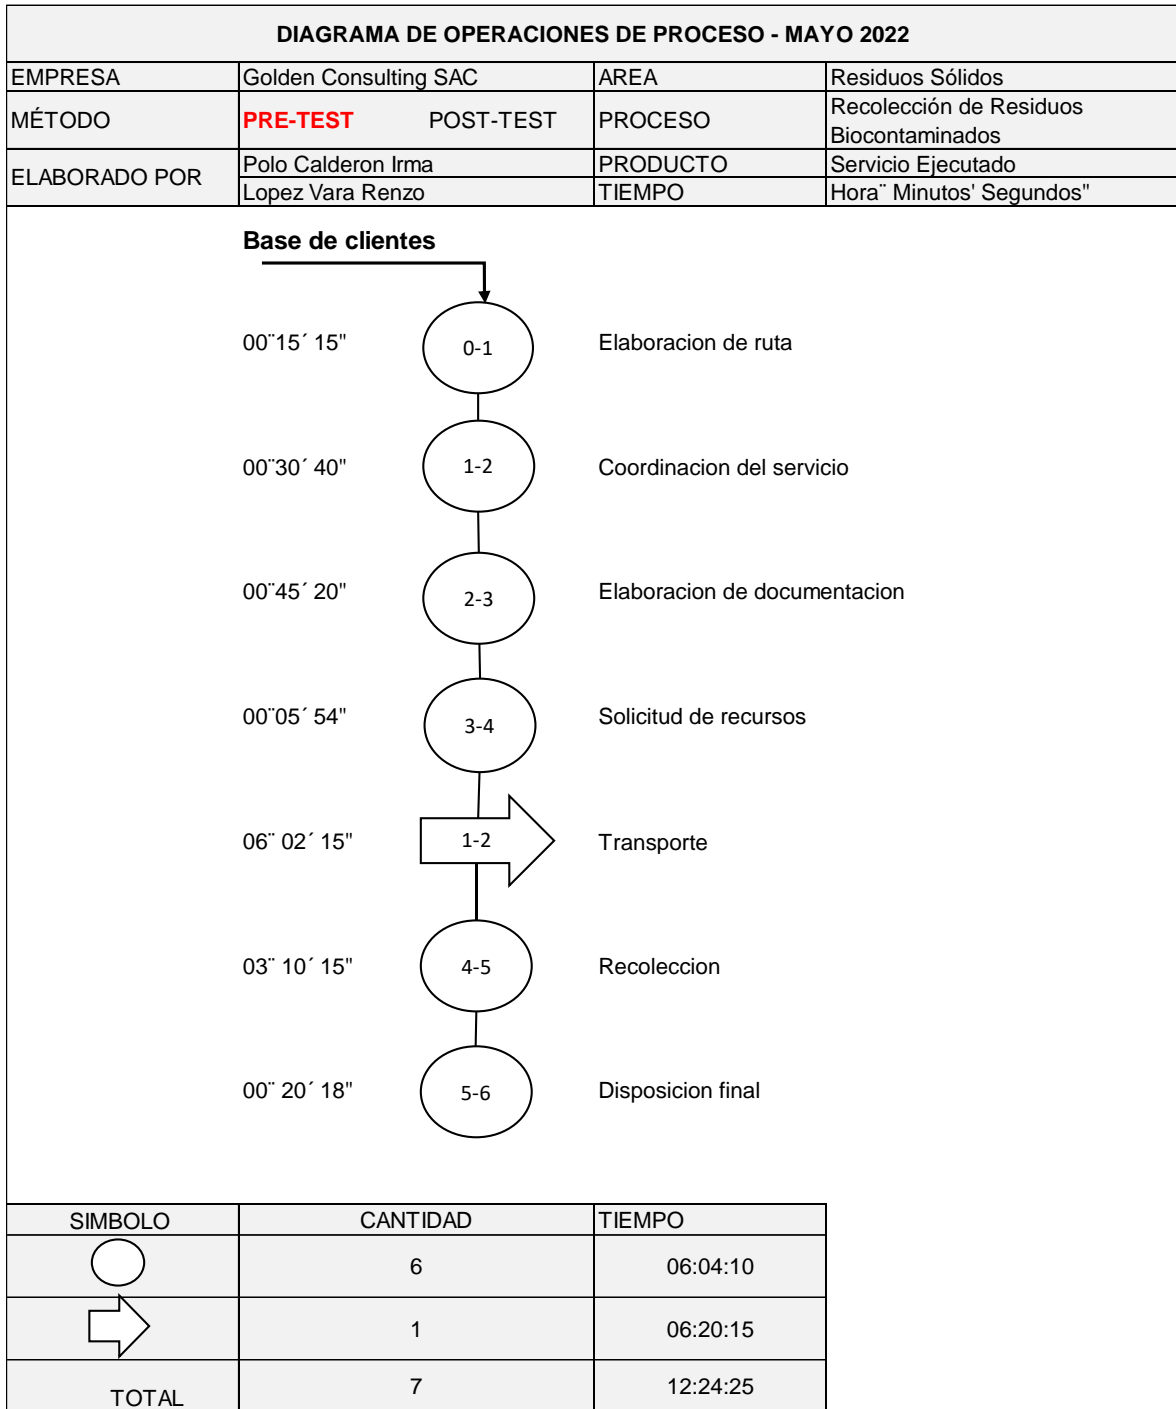 DIAGRAMA DE OPERACIONES DE PROCESO - MAYO 2022
EMPRESA Golden Consulting SAC AREA Residuos Sólidos
MÉTODO PRE-TEST POST-TEST PROCESO Recolección de Residuos
Biocontaminados
ELABORADO POR Polo Calderon Irma PRODUCTO Servicio Ejecutado
Lopez Vara Renzo TIEMPO Hora¨ Minutos' Segundos"
Base de clientes
00¨15´ 15" 0-1 Elaboracion de ruta
00¨30´ 40" 1-2 Coordinacion del servicio
00¨45´ 20" 2-3 Elaboracion de documentacion
00¨05´ 54" 3-4 Solicitud de recursos
06¨ 02´ 15" 1-2 Transporte
03¨ 10´ 15" 4-5 Recoleccion
00¨ 20´ 18" 5-6 Disposicion final
SIMBOLO CANTIDAD TIEMPO
6 06:04:10
1 06:20:15
TOTAL 7 12:24:25